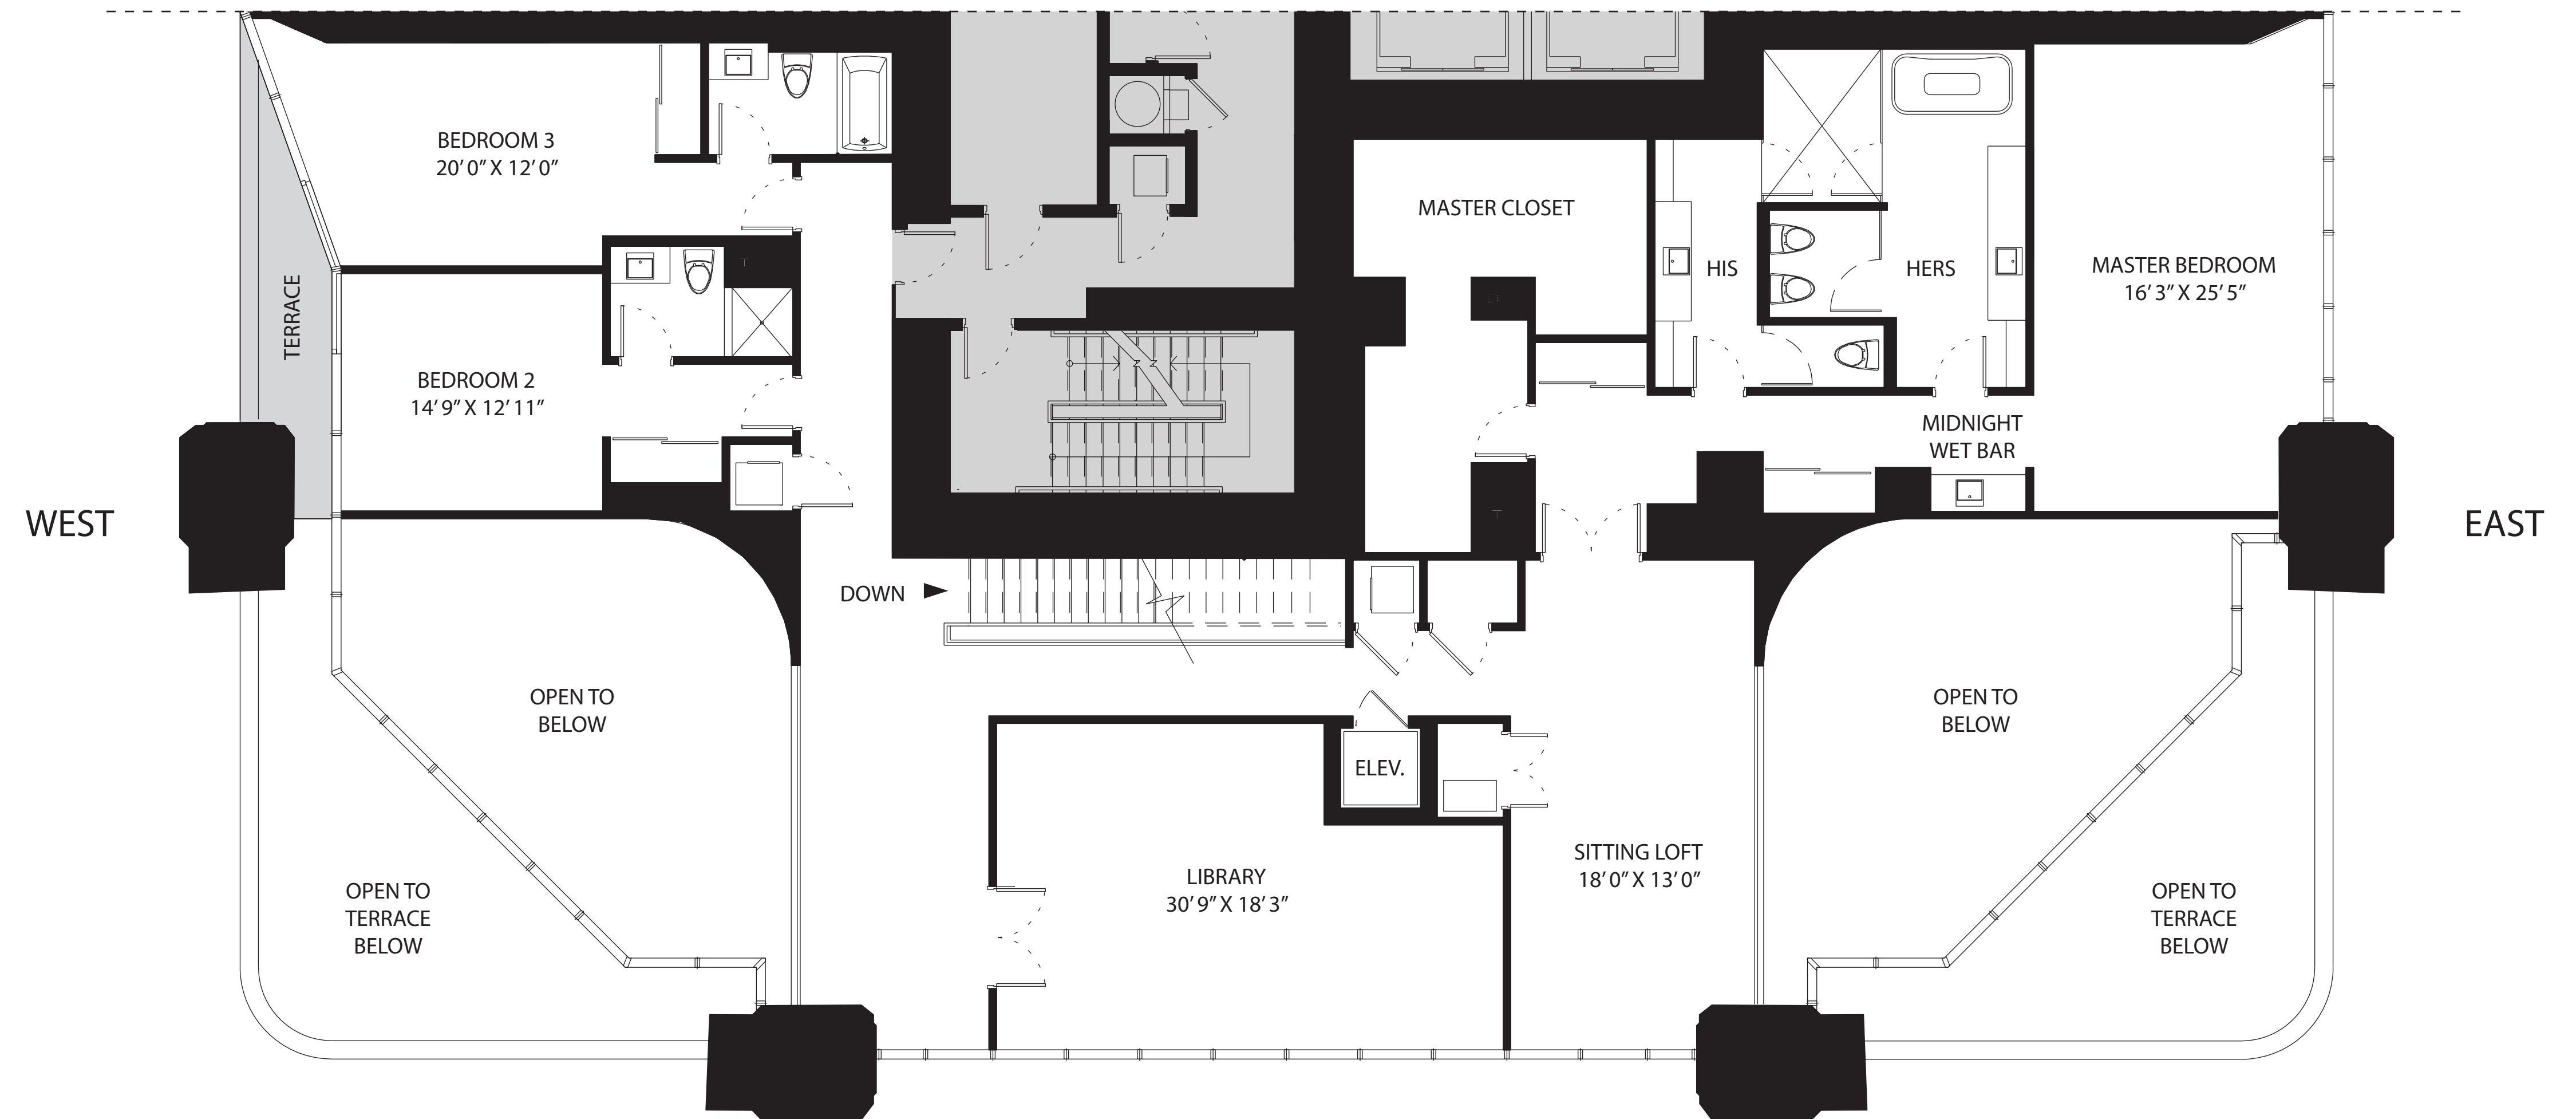 BEDROOM 3
20’0” X 12’0”
MASTER CLOSET
HIS
HERS
MASTER BEDROOM
16’3” X 25’5”
TERRACE
BEDROOM 2
14’9” X 12’11”
MIDNIGHT
WET BAR
WEST
EAST
DOWN
OPEN TO
BELOW
OPEN TO
BELOW
ELEV.
SITTING LOFT
18’0” X 13’0”
LIBRARY
30’9” X 18’3”
OPEN TO
TERRACE
BELOW
OPEN TO
TERRACE
BELOW